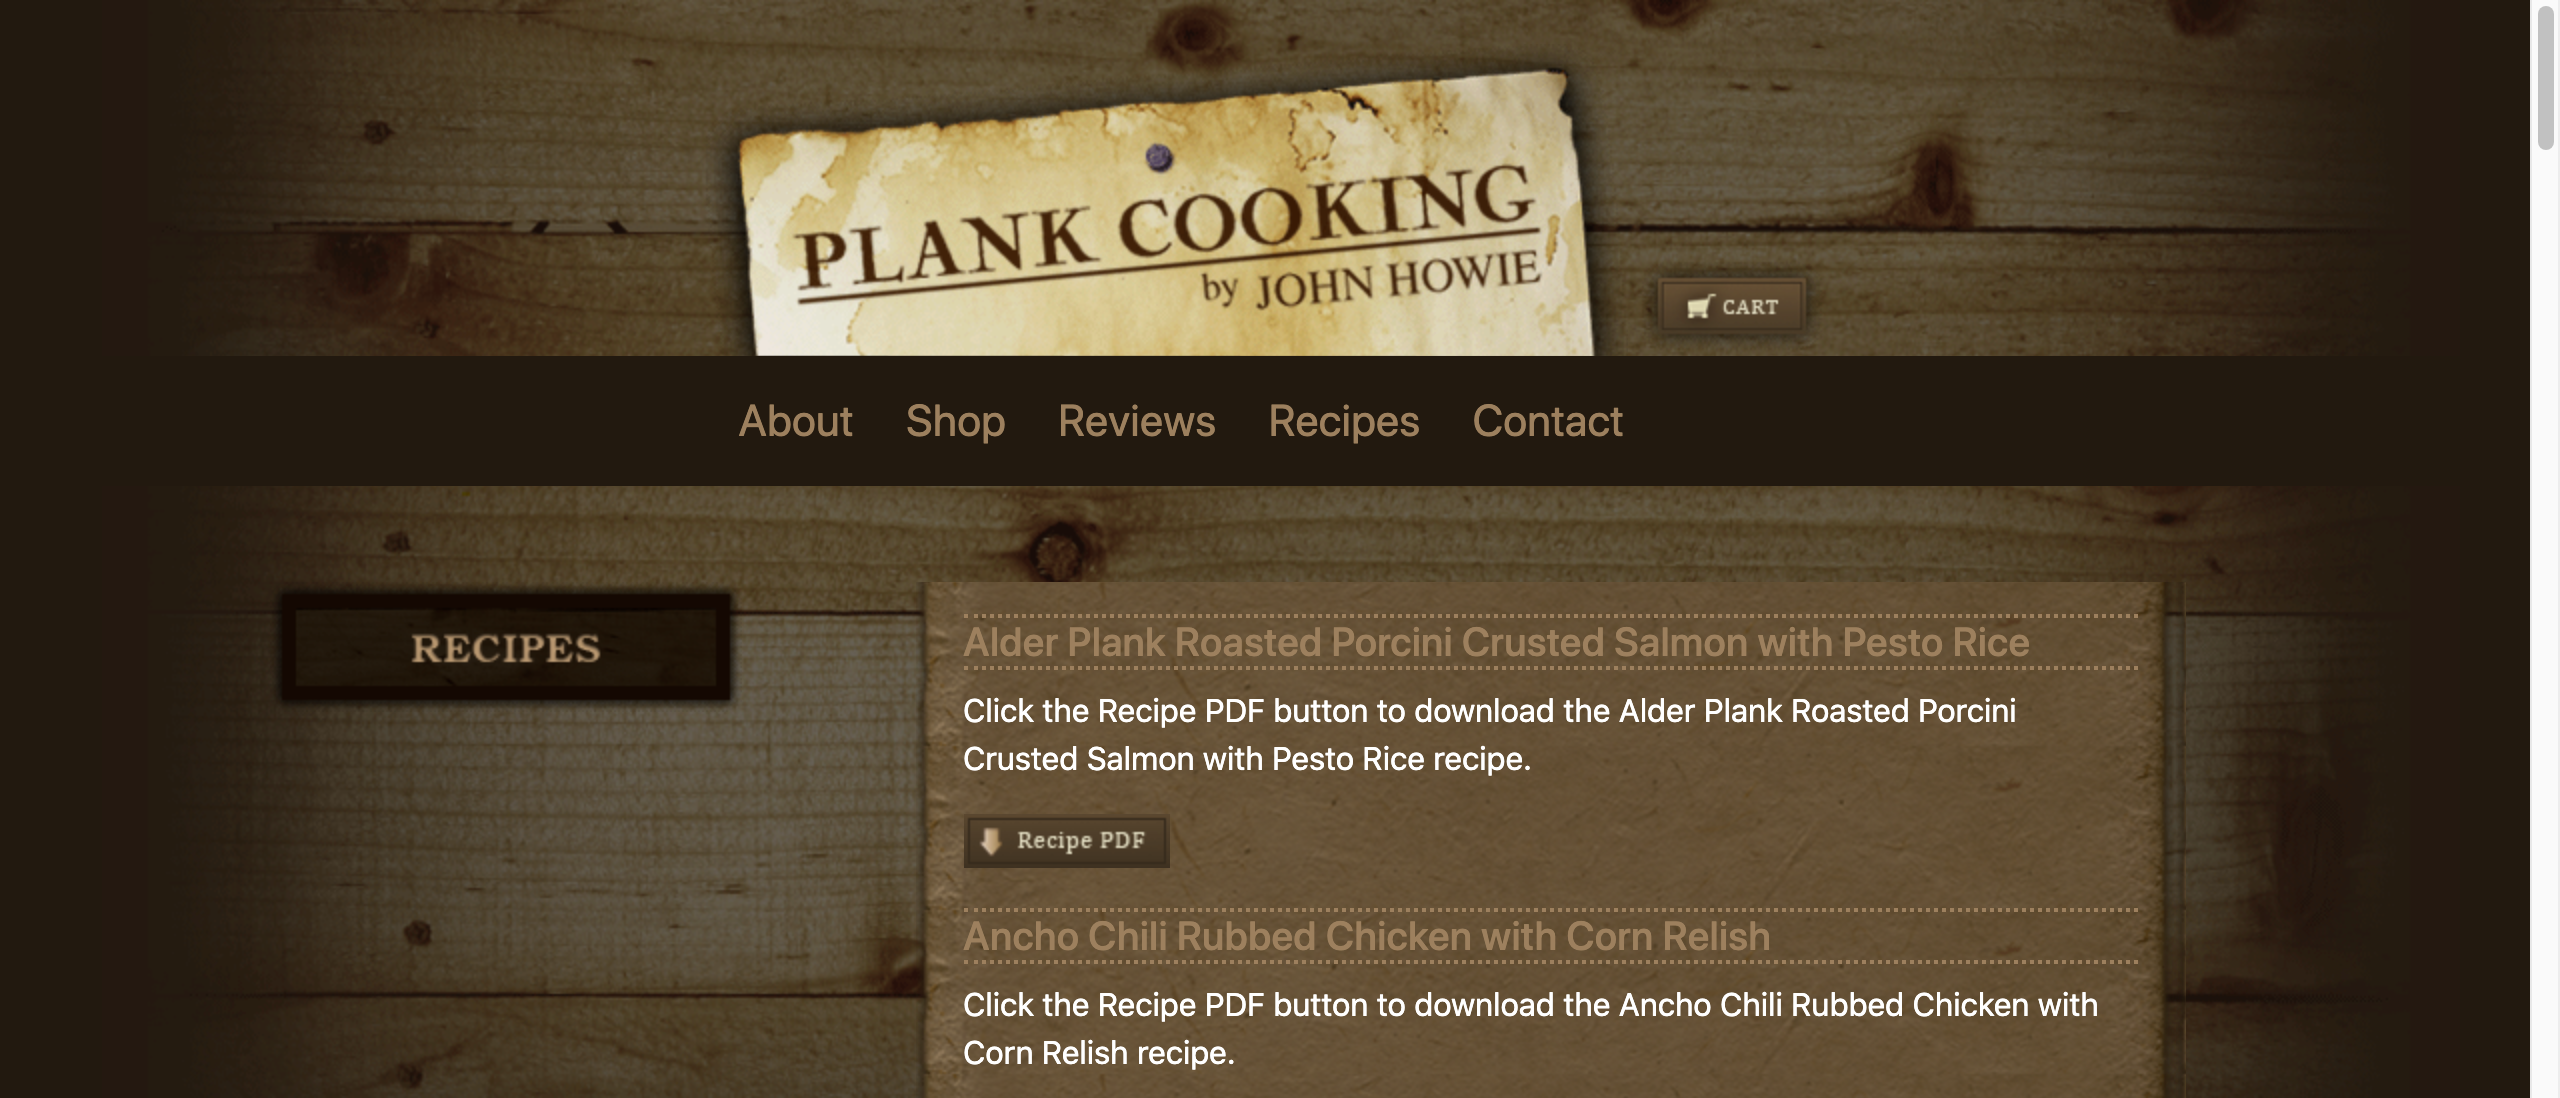 PLANK COOKING
by JOHN HOWIE
CART
About Shop Reviews Recipes Contact
RECIPES
Alder Plank Roasted Porcini Crusted Salmon with Pesto Rice
Click the Recipe PDF button to download the Alder Plank Roasted Porcini
Crusted Salmon with Pesto Rice recipe.
Recipe PDF
Ancho Chili Rubbed Chicken with Corn Relish
Click the Recipe PDF button to download the Ancho Chili Rubbed Chicken with
Corn Relish recipe.